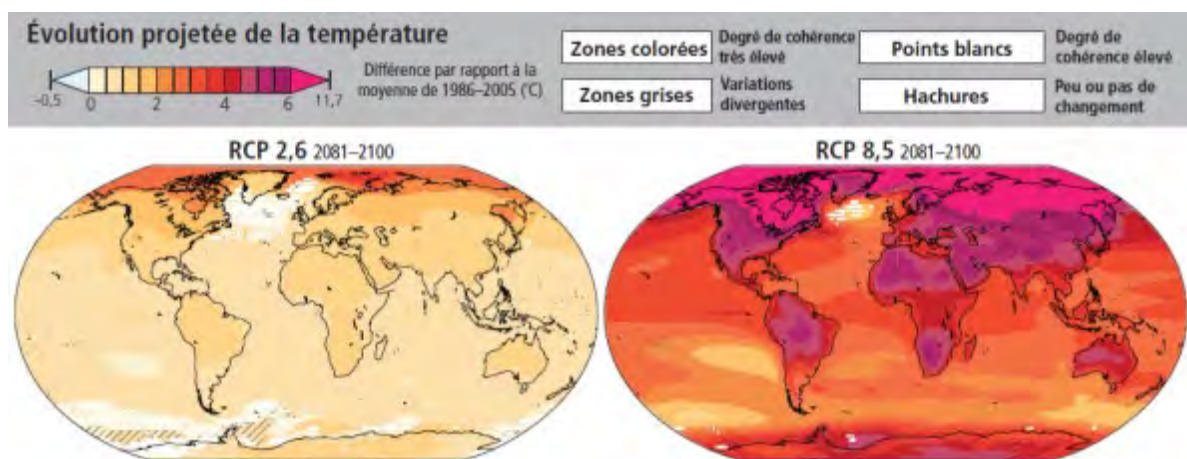 Évolution projetée de la température
-0,5 0 2 4 6 11,7
Différence par rapport à la
moyenne de 1986–2005 (°C)
Zones colorées
Degré de cohérence
très élevé
Points blancs
Degré de
cohérence élevé
Zones grises
Variations
divergentes
Hachures
Peu ou pas de
changement
RCP 2,6 2081–2100
RCP 8,5 2081–2100